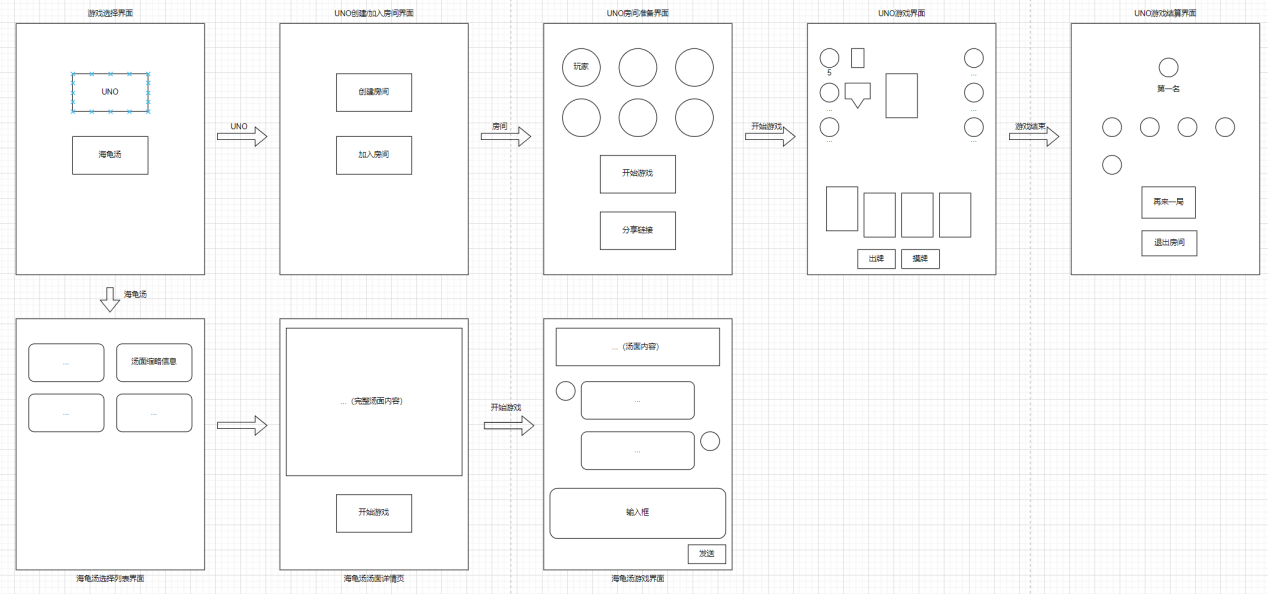 游戏选择界面
UNO创建/加入房间界面
UNO房间准备界面
UNO游戏界面
UNO游戏结算界面
UNO
海龟汤
UNO
创建房间
加入房间
房间
玩家
开始游戏
分享链接
开始游戏
5
...
...
...
...
...
出牌
摸牌
游戏结束
第一名
再来一局
退出房间
海龟汤
...
汤面缩略信息
...
...
海龟汤选择列表界面
... (完整汤面内容)
开始游戏
海龟汤汤面详情页
开始游戏
... (汤面内容)
...
...
输入框
发送
海龟汤游戏界面